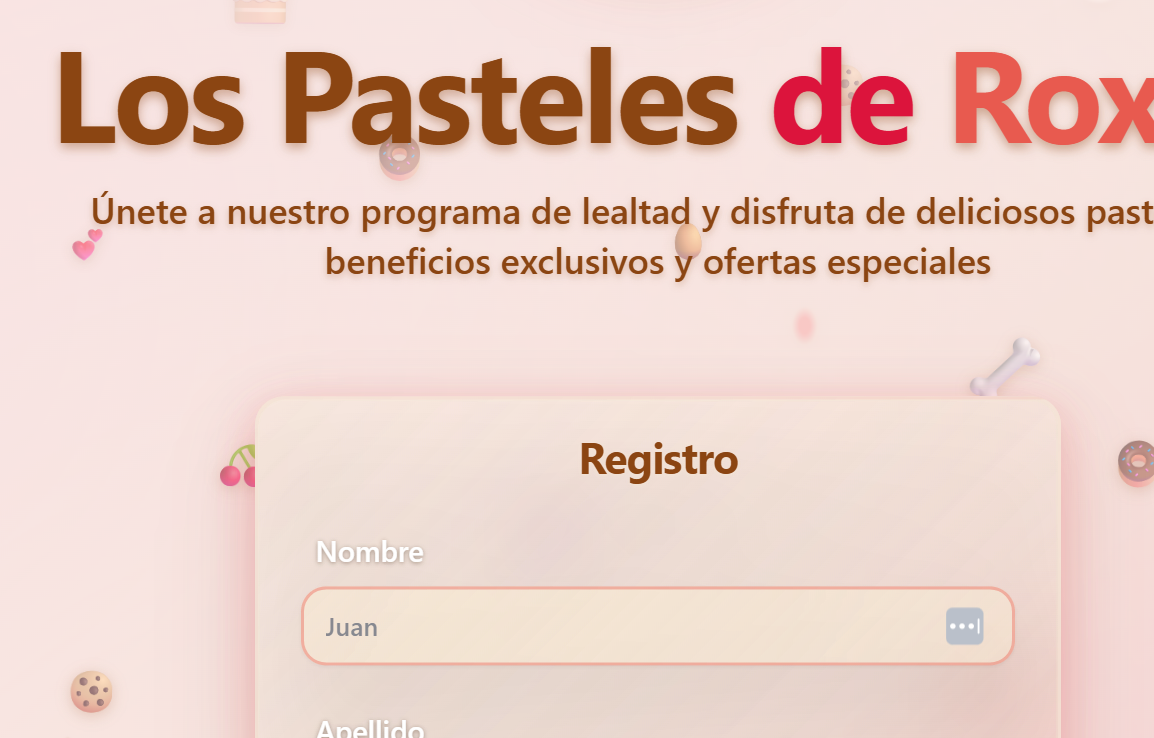 Los Pasteles de Rox
Únete a nuestro programa de lealtad y disfruta de deliciosos past
beneficios exclusivos y ofertas especiales
Registro
Nombre
Juan
Apellido